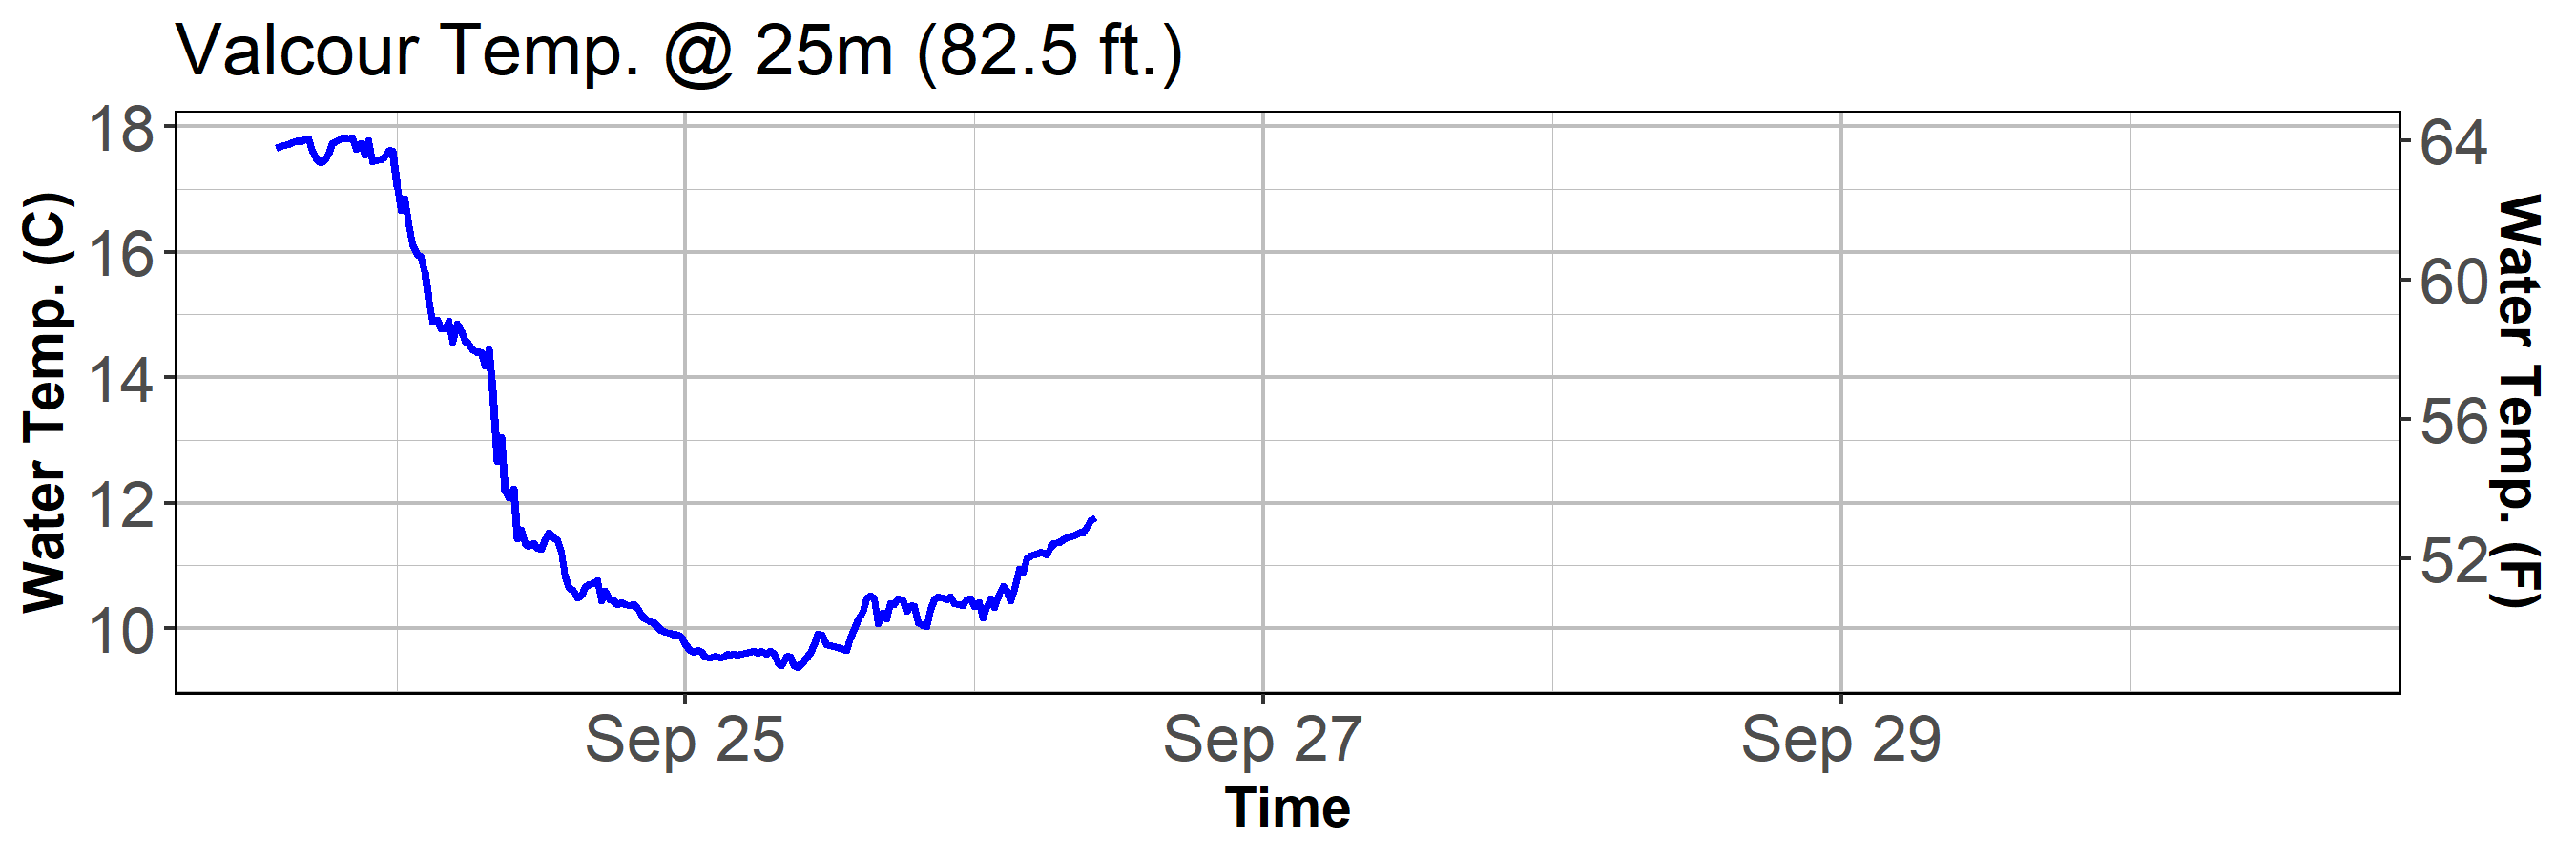 Valcour Temp. @ 25m (82.5 ft.)
Water Temp. (C)
18
16
14
12
10
64
60
56
52
Water Temp. (F)
Sep 25
Sep 27
Sep 29
Time